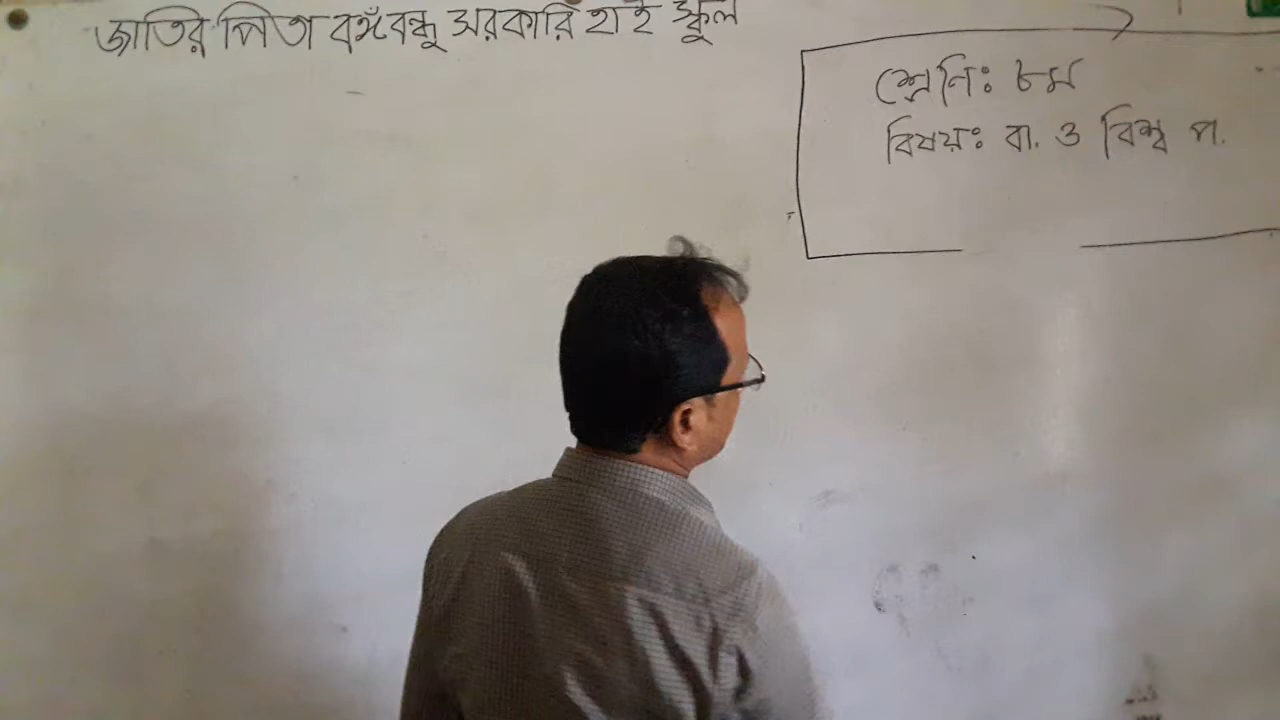 জাতির পিতা বঙ্গবন্ধু সরকারি হাই স্কুল
শ্রেণিঃ ৮ম
বিষয়ঃ বা. ও বিশ্ব প.